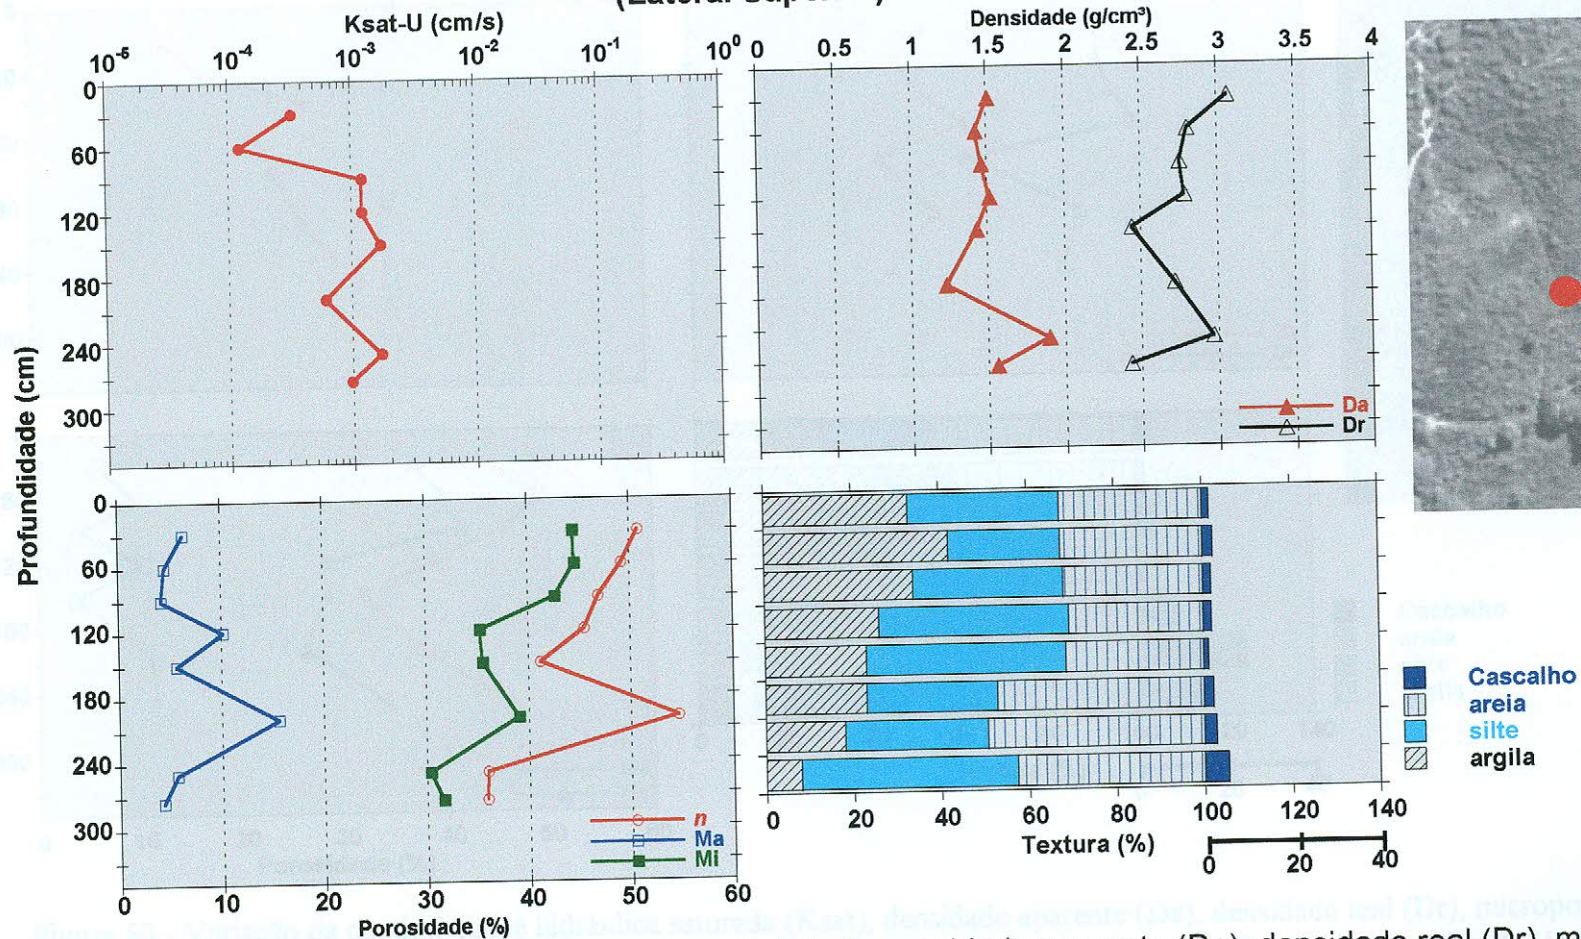 (Lateral superior)
Ksat-U (cm/s)
10-6 10-4 10-3 10-2 10-1 100
Densidade (g/cm³)
0 0.5 1 1.5 2 2.5 3 3.5 4
Profundidade (cm)
0
60
120
180
240
300
Da
Dr
0
60
120
180
240
300
n
Ma
Mi
0 10 20 30 40 50 60
Porosidade (%)
Cascalho
areia
silte
argila
0 20 40 60 80 100 120 140
Textura (%)
0 20 40